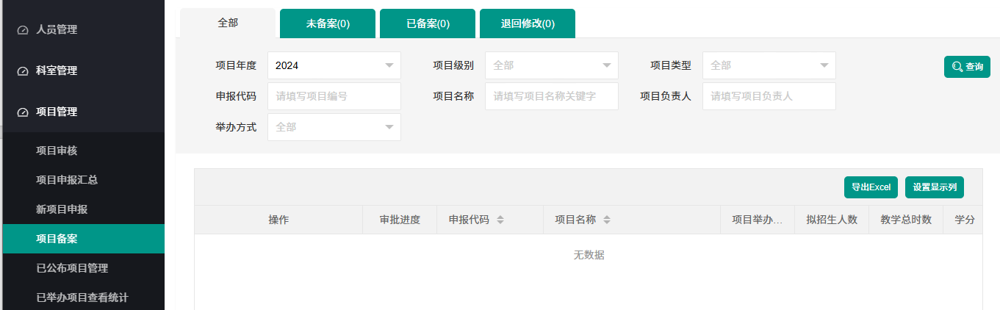 人员管理
科室管理
项目管理
项目审核
项目申报汇总
新项目申报
项目备案
已公布项目管理
已举办项目查看统计
全部 未备案(0) 已备案(0) 退回修改(0)
项目年度 2024 项目级别 全部 项目类型 全部 查询
申报代码 请填写项目编号 项目名称 请填写项目名称关键字 项目负责人 请填写项目负责人
举办方式 全部
导出Excel 设置显示列
操作 审批进度 申报代码 项目名称 项目举办... 拟招生人数 教学总时数 学分
无数据